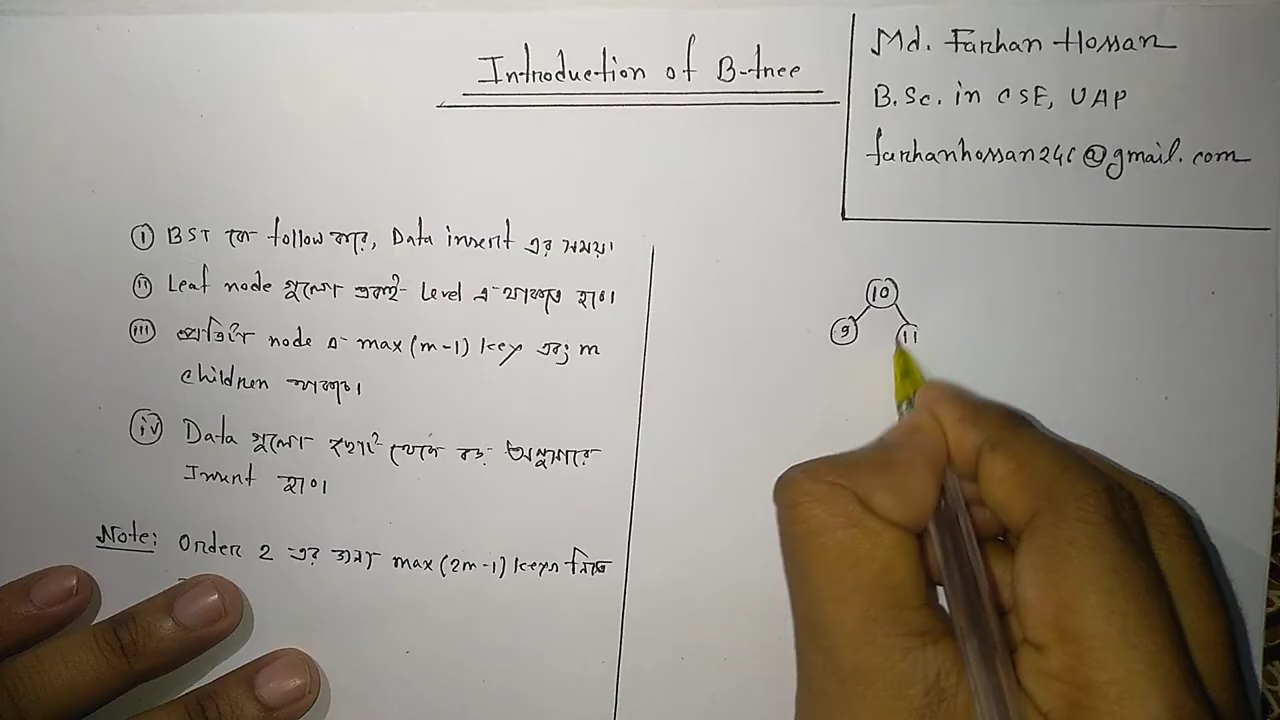 Introduction of B-tree
Md. Farhan Hossan
B.Sc. in CSE, UAP
farhanhossan246@gmail.com
(i) BST কে follow করে, Data insert এর সময়।
(ii) Leaf node গুলো একই Level এ থাকতে হবে।
(iii) প্রতিটি node এ max (m-1) key এবং m
children থাকবে।
(iv) Data গুলো ছোট থেকে বড় অনুসারে
Insert হবে।
Note: Order 2 এর জন্য max (2m-1) keys নিতে
10
9 11